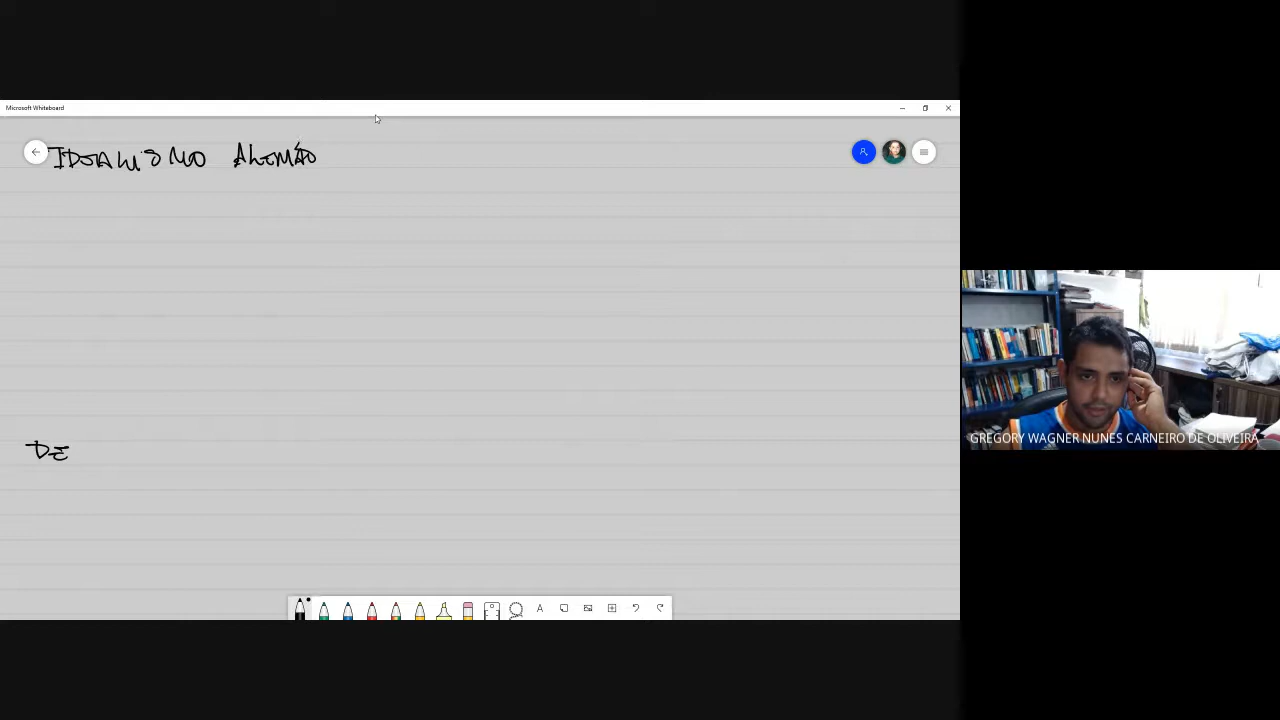 Microsoft Whiteboard
IDEALISMO ALEMÃO
DE
GREGORY WAGNER NUNES CARNEIRO DE OLIVEIRA